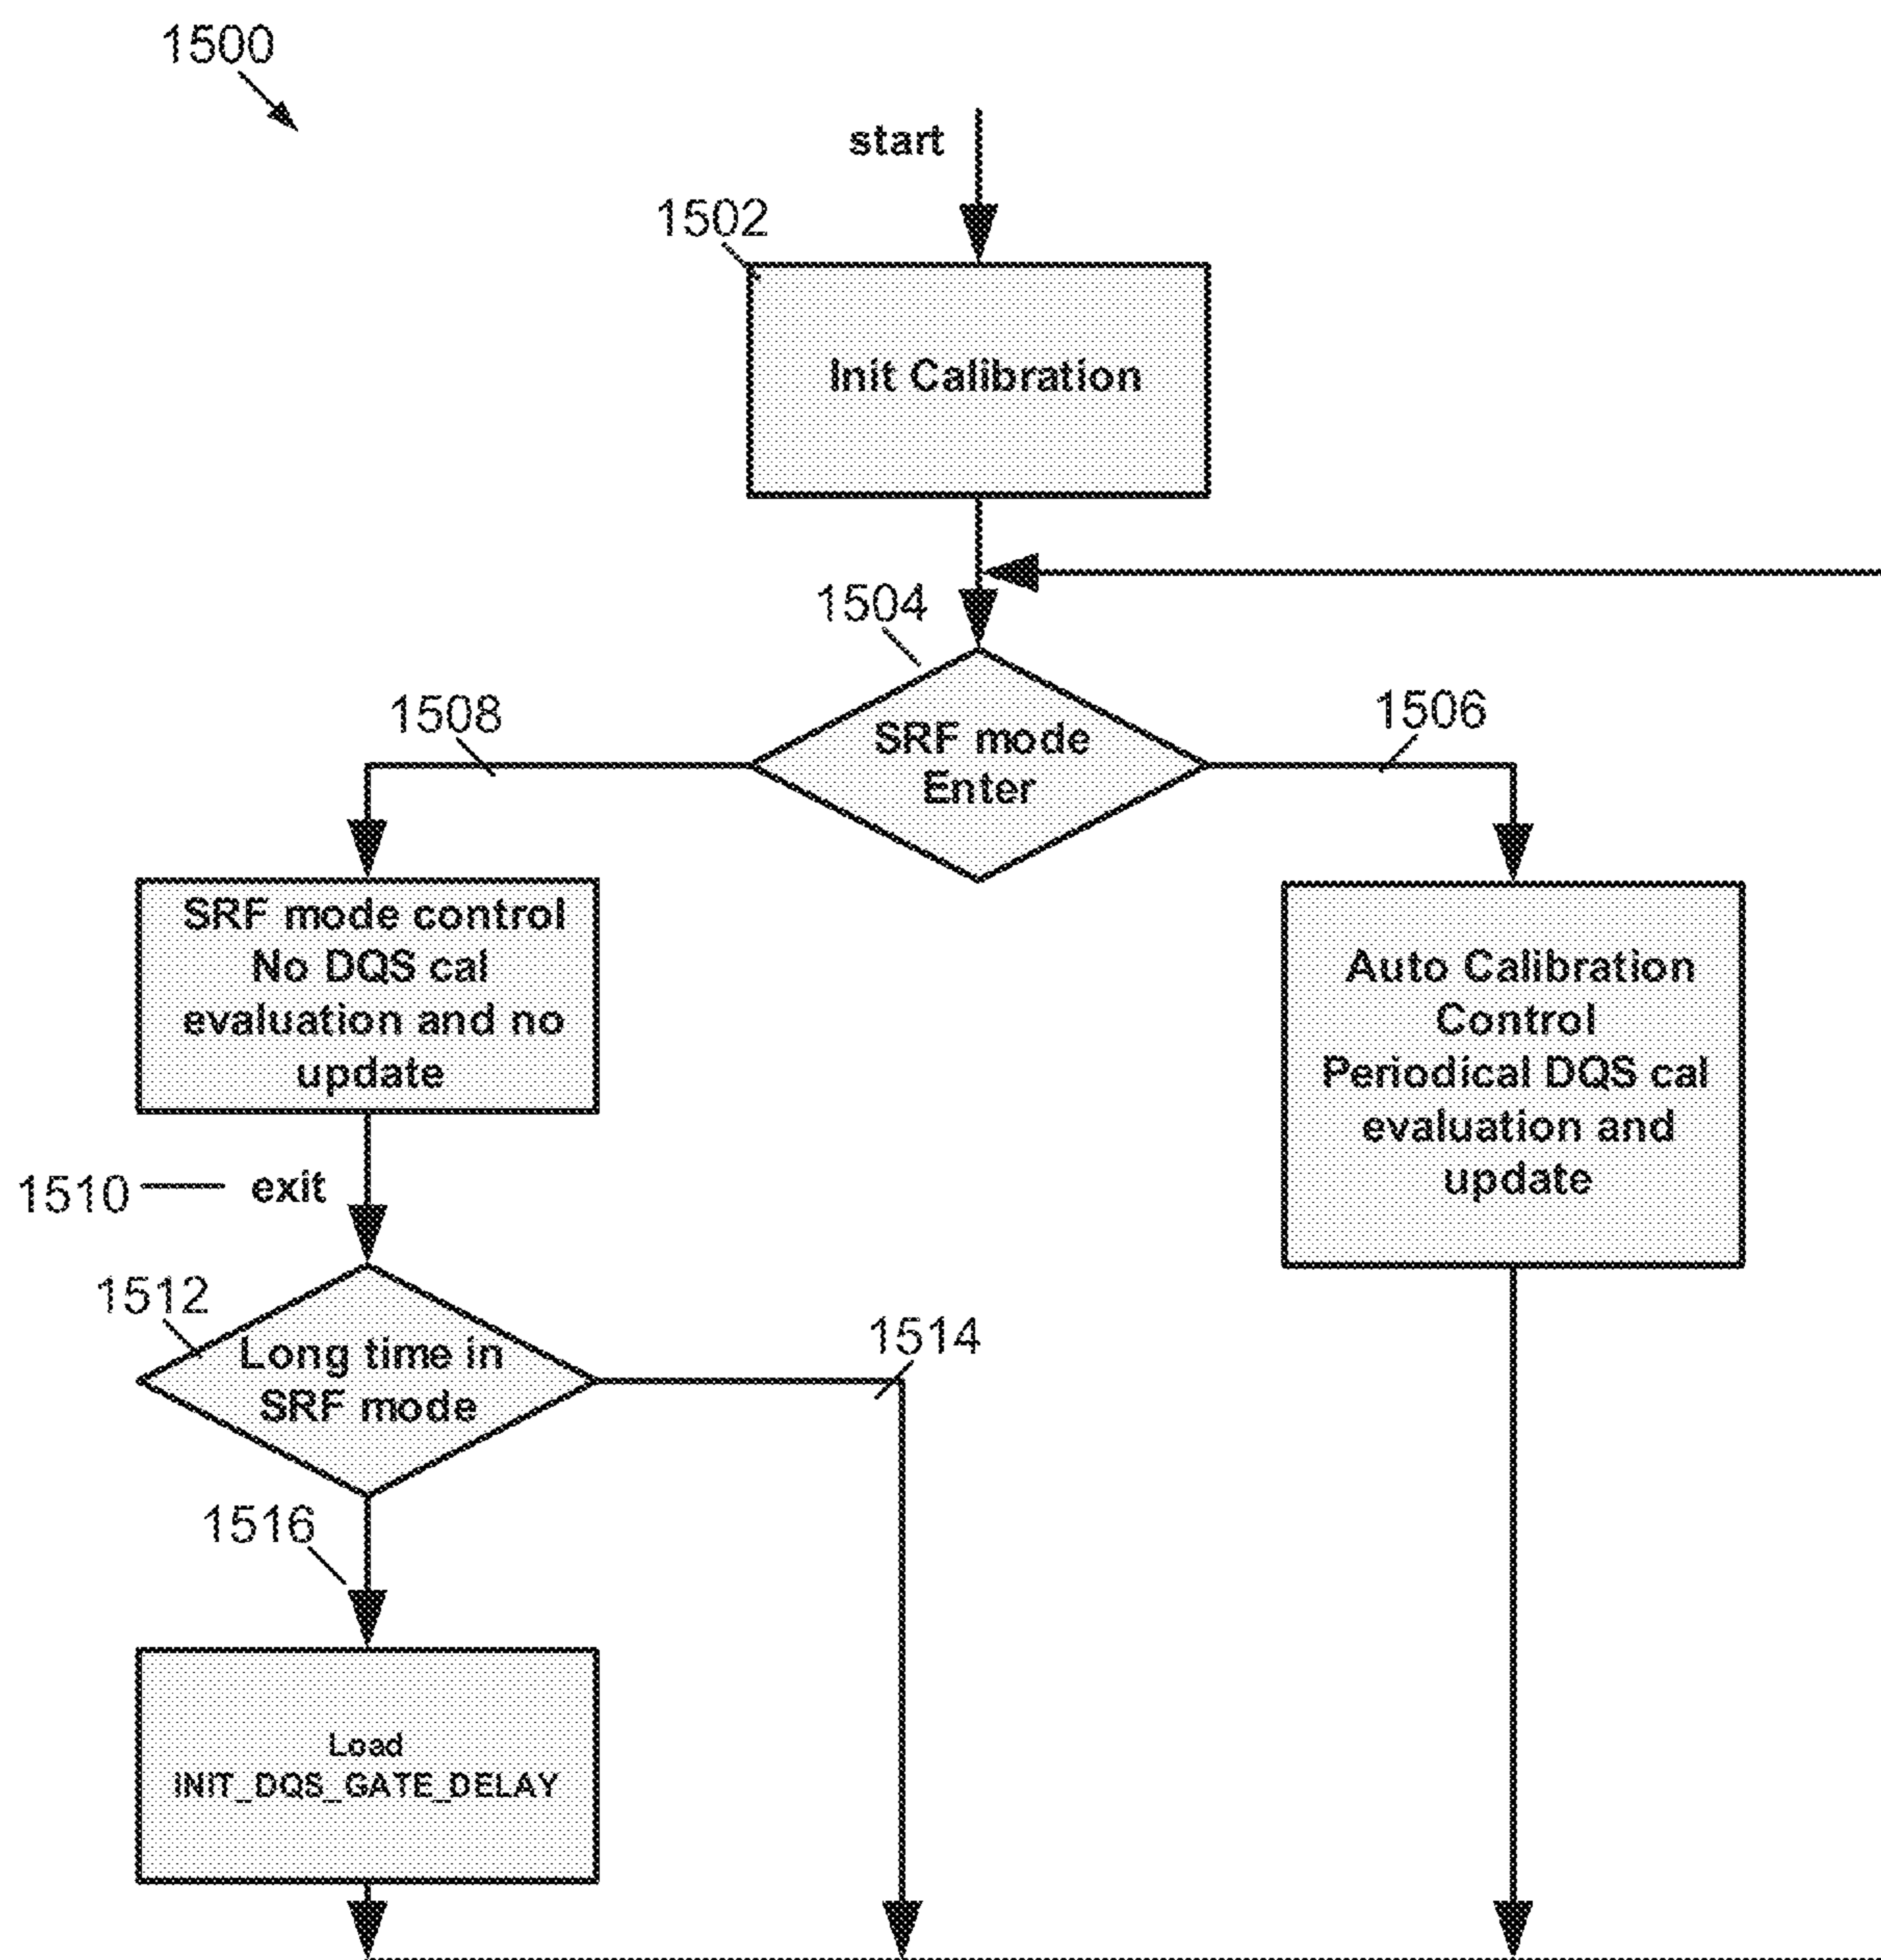 1500
start
1502
Init Calibration
1504
1508
1506
SRF mode
Enter
SRF mode control
No DQS cal
evaluation and no
update
Auto Calibration
Control
Periodical DQS cal
evaluation and
update
1510
exit
1512
Long time in
SRF mode
1514
1516
Load
INIT_DQS_GATE_DELAY